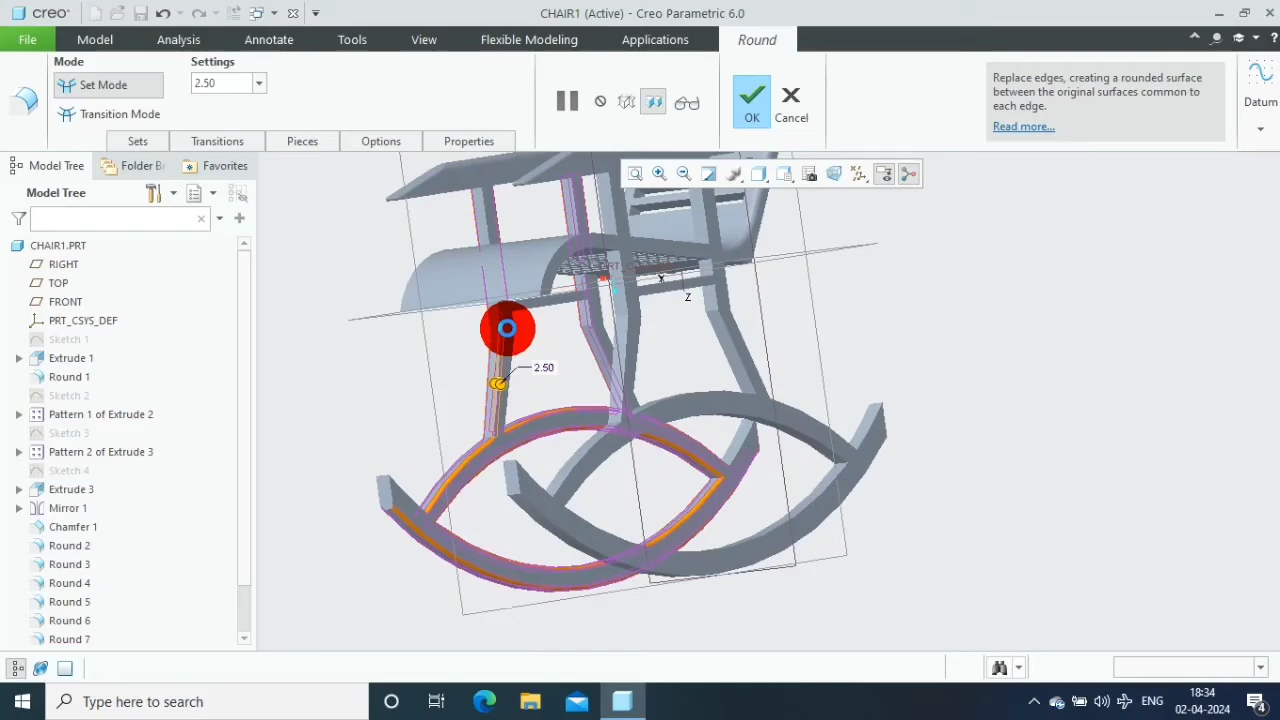 creo
CHAIR1 (Active) - Creo Parametric 6.0
File
Model
Analysis
Annotate
Tools
View
Flexible Modeling
Applications
Round
Mode
Settings
Set Mode
2.50
Transition Mode
OK
Cancel
Replace edges, creating a rounded surface
between the original surfaces common to
each edge.
Read more...
Datum
Sets
Transitions
Pieces
Options
Properties
Model Tree
Folder B
Favorites
Model Tree
CHAIR1.PRT
RIGHT
TOP
FRONT
PRT_CSYS_DEF
Sketch 1
Extrude 1
Round 1
Sketch 2
Pattern 1 of Extrude 2
Sketch 3
Pattern 2 of Extrude 3
Sketch 4
Extrude 3
Mirror 1
Chamfer 1
Round 2
Round 3
Round 4
Round 5
Round 6
Round 7
X
Z
2.50
Type here to search
ENG
18:34
02-04-2024
4